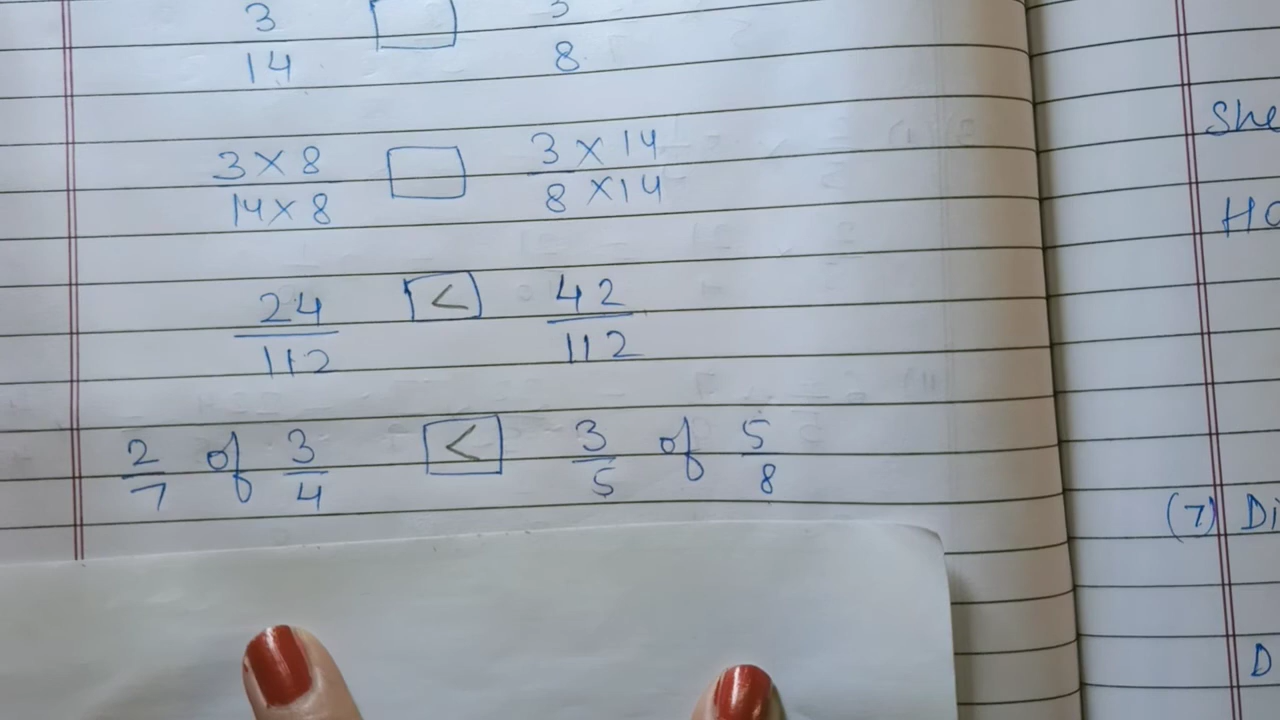 3/14 □ 3/8
3 × 8/14 × 8 □ 3 × 14/8 × 14
24/112 < 42/112
2/7 of 3/4 < 3/5 of 5/8
She
HO
(7) Di
D